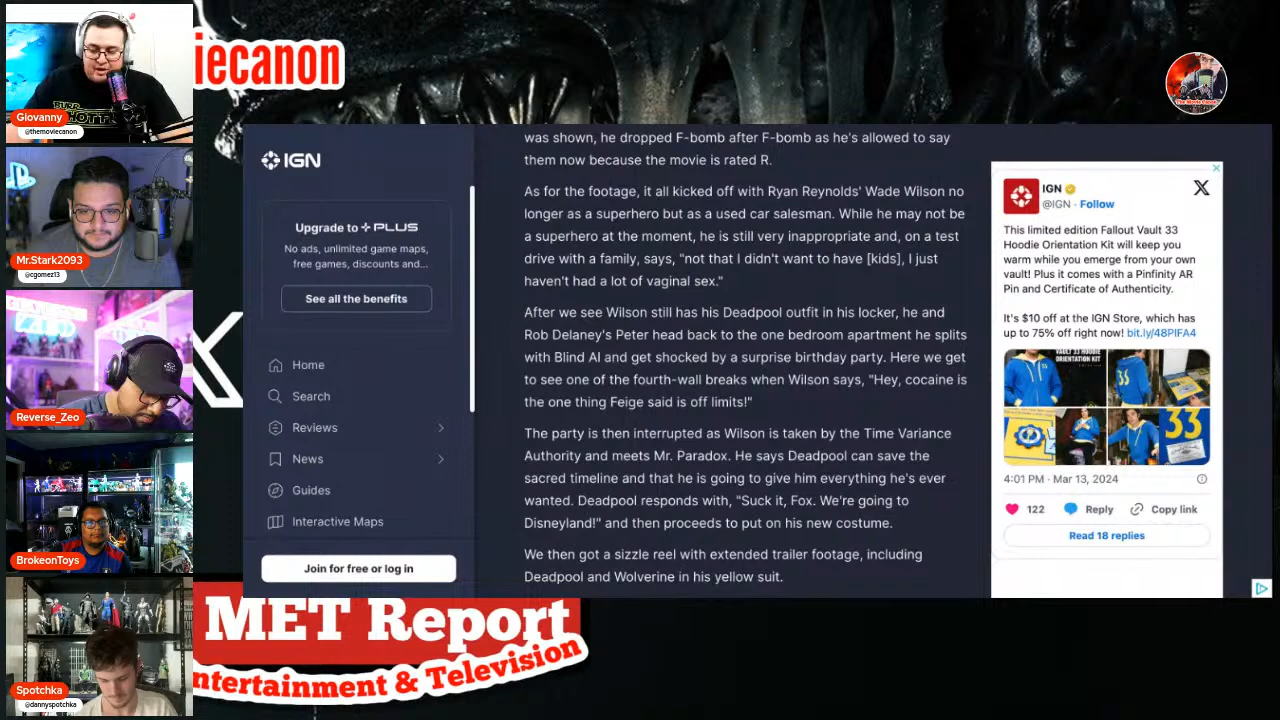 iecanon
Giovanny
@themoviecanon
Mr.Stark2093
@cgomez13
Reverse_Zeo
BrokeonToys
Spotchka
@dannyspotchka
IGN
Upgrade to + PLUS
No ads, unlimited game maps,
free games, discounts and...
See all the benefits
Home
Search
Reviews
News
Guides
Interactive Maps
Join for free or log in
was shown, he dropped F-bomb after F-bomb as he's allowed to say
them now because the movie is rated R.
As for the footage, it all kicked off with Ryan Reynolds' Wade Wilson no
longer as a superhero but as a used car salesman. While he may not be
a superhero at the moment, he is still very inappropriate and, on a test
drive with a family, says, "not that I didn't want to have [kids], I just
haven't had a lot of vaginal sex."
After we see Wilson still has his Deadpool outfit in his locker, he and
Rob Delaney's Peter head back to the one bedroom apartment he splits
with Blind Al and get shocked by a surprise birthday party. Here we get
to see one of the fourth-wall breaks when Wilson says, "Hey, cocaine is
the one thing Feige said is off limits!"
The party is then interrupted as Wilson is taken by the Time Variance
Authority and meets Mr. Paradox. He says Deadpool can save the
sacred timeline and that he is going to give him everything he's ever
wanted. Deadpool responds with, "Suck it, Fox. We're going to
Disneyland!" and then proceeds to put on his new costume.
We then got a sizzle reel with extended trailer footage, including
Deadpool and Wolverine in his yellow suit.
IGN
@IGN · Follow
This limited edition Fallout Vault 33
Hoodie Orientation Kit will keep you
warm while you emerge from your own
vault! Plus it comes with a Pinfinity AR
Pin and Certificate of Authenticity.
It's $10 off at the IGN Store, which has
up to 75% off right now! bit.ly/48PIFA4
VAULT 33 HOODIE
ORIENTATION KIT
33
33
4:01 PM · Mar 13, 2024
122 Reply Copy link
Read 18 replies
MET Report
ntertainment & Television